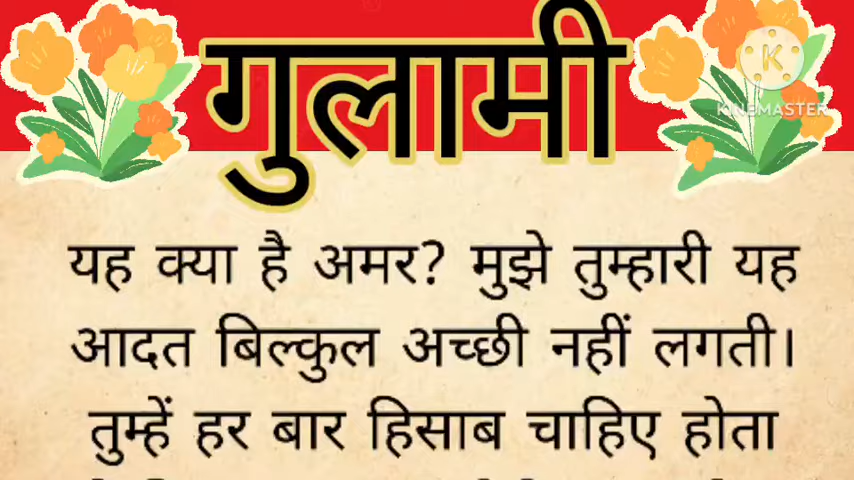 गुलामी
KINEMASTER
यह क्या है अमर? मुझे तुम्हारी यह
आदत बिल्कुल अच्छी नहीं लगती।
तुम्हें हर बार हिसाब चाहिए होता